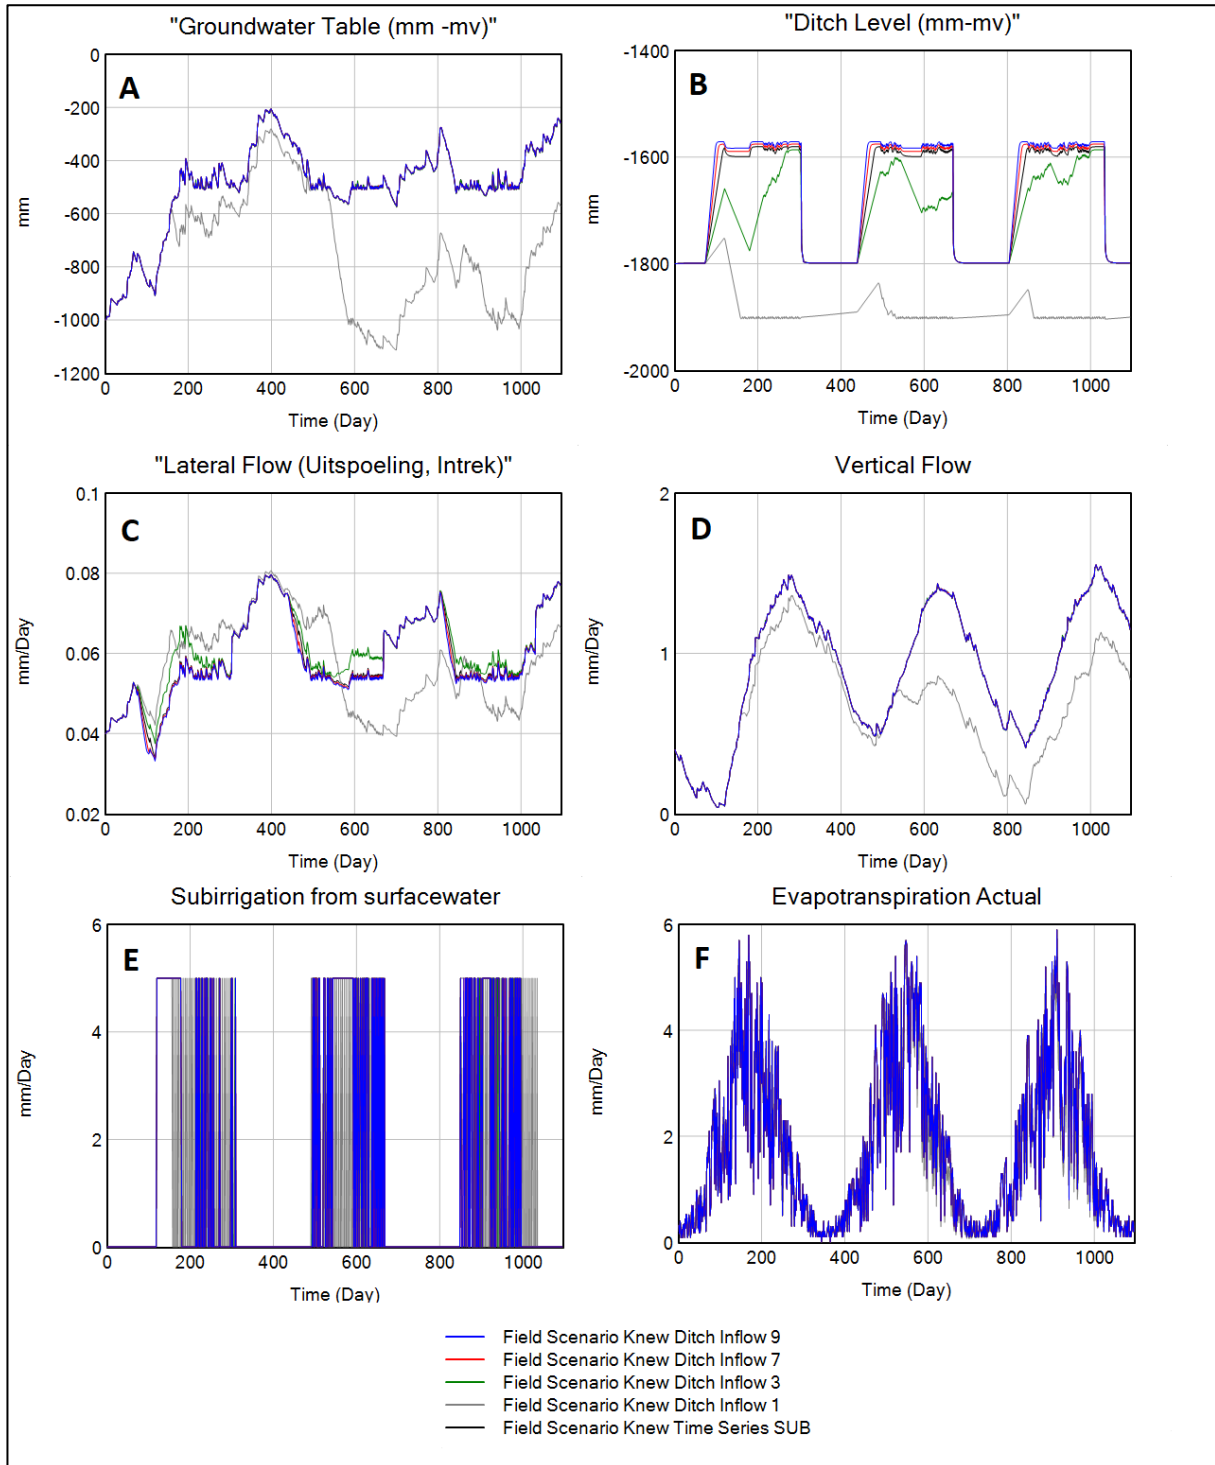 "Groundwater Table (mm -mv)"
A
0
-200
-400
-600
-800
-1000
-1200
mm
0 200 400 600 800 1000
Time (Day)
"Ditch Level (mm-mv)"
B
-1400
-1600
-1800
-2000
mm
0 200 400 600 800 1000
Time (Day)
"Lateral Flow (Uitspoeling, Intrek)"
C
0.1
0.08
0.06
0.04
0.02
mm/Day
0 200 400 600 800 1000
Time (Day)
Vertical Flow
D
2
1
0
mm/Day
0 200 400 600 800 1000
Time (Day)
Subirrigation from surfacewater
E
6
4
2
0
mm/Day
200 400 600 800 1000
Time (Day)
Evapotranspiration Actual
F
6
4
2
0
mm/Day
0 200 400 600 800 1000
Time (Day)
Field Scenario Knew Ditch Inflow 9
Field Scenario Knew Ditch Inflow 7
Field Scenario Knew Ditch Inflow 3
Field Scenario Knew Ditch Inflow 1
Field Scenario Knew Time Series SUB